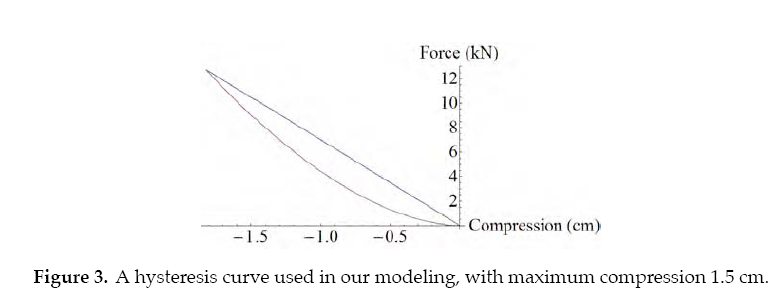 Force (kN)
12
10
8
6
4
2
Compression (cm)
−1.5 −1.0 −0.5
Figure 3. A hysteresis curve used in our modeling, with maximum compression 1.5 cm.